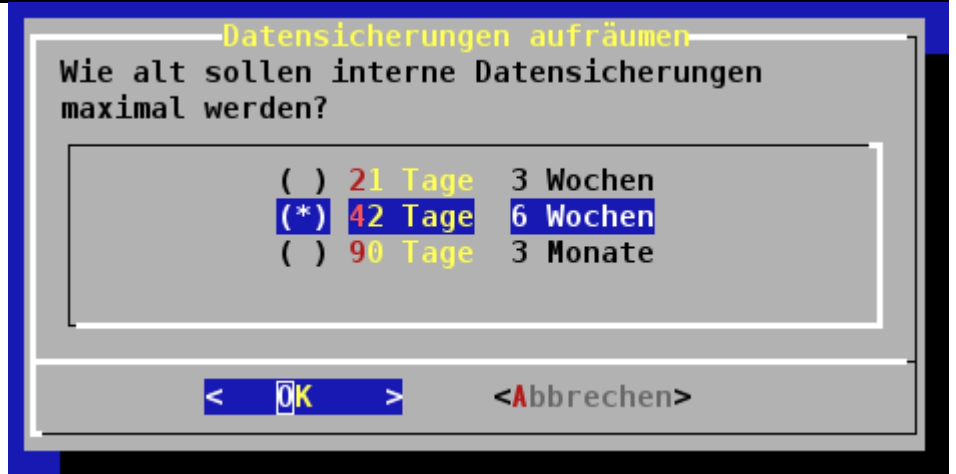 Datensicherungen aufräumen
Wie alt sollen interne Datensicherungen
maximal werden?
( ) 21 Tage 3 Wochen
(*) 42 Tage 6 Wochen
( ) 90 Tage 3 Monate
< OK > <Abbrechen>